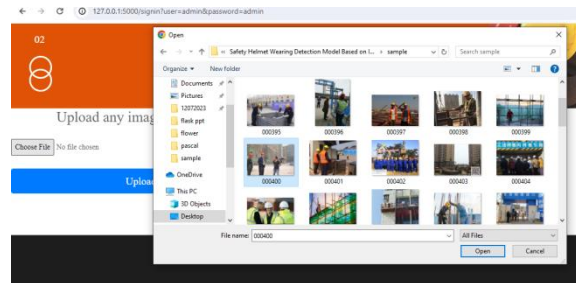 127.0.0.1:5000/signin?user=admin&password=admin
02
Upload any imag
Choose File No file chosen
Upload
Open
« Safety Helmet Wearing Detection Model Based on I... > sample
Search sample
Organize New folder
Documents
Pictures
12072023
flask ppt
flower
pascal
sample
OneDrive
This PC
3D Objects
Desktop
000395 000396 000397 000398 000399
000400 000401 000402 000403 000404
File name: 000400
All Files
Open Cancel